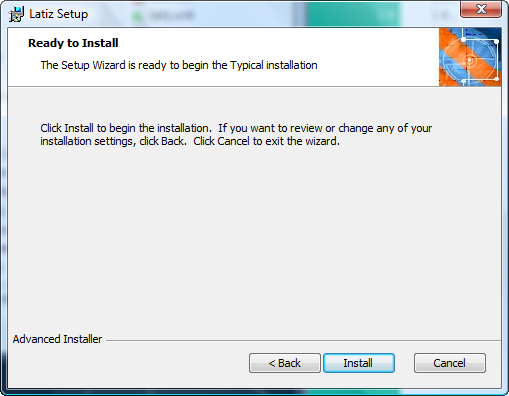 Latiz Setup
Ready to Install
The Setup Wizard is ready to begin the Typical installation
Click Install to begin the installation.  If you want to review or change any of your
installation settings, click Back.  Click Cancel to exit the wizard.
Advanced Installer
< Back
Install
Cancel